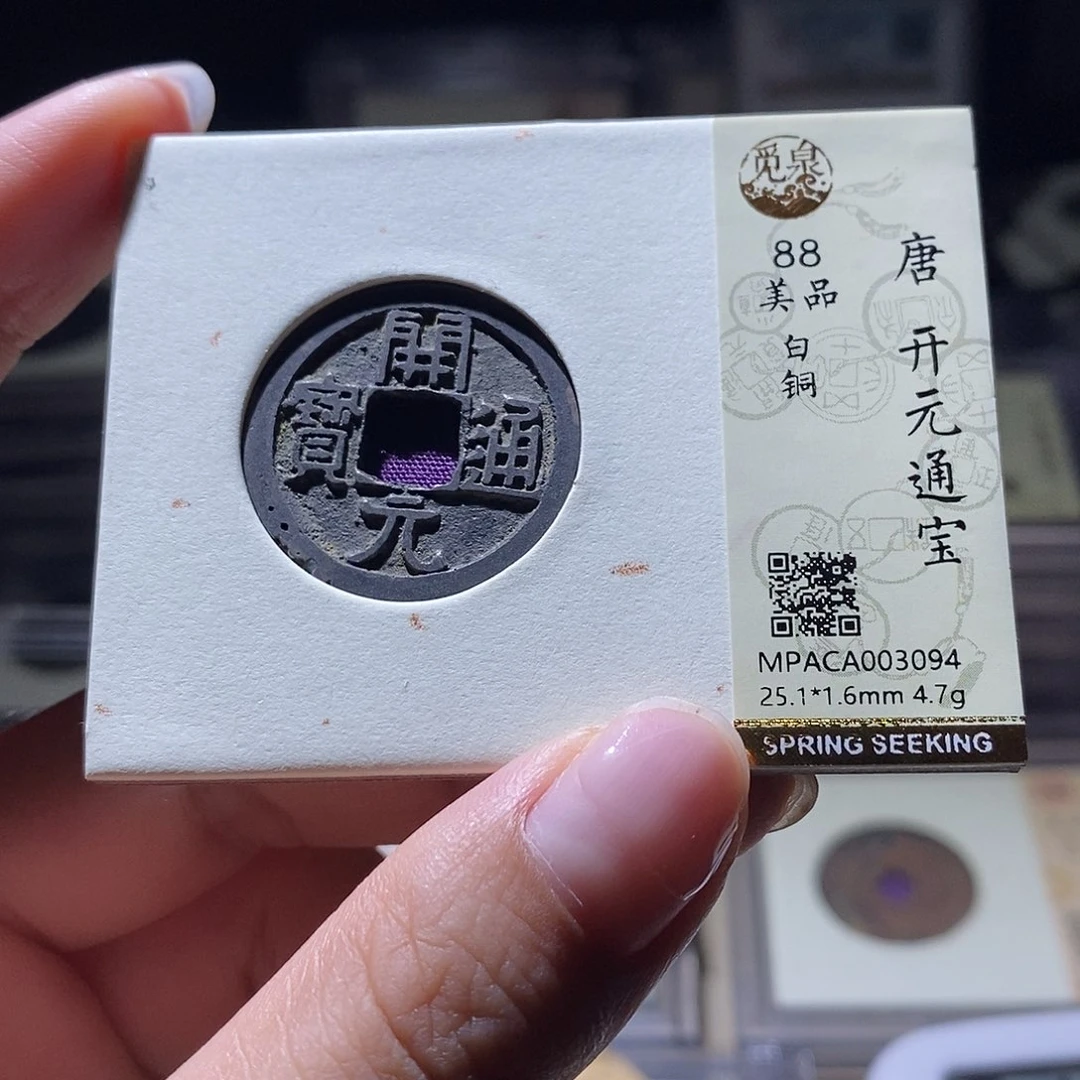 開
寶 通
元
觅泉
唐 开元通宝
88
美品
白铜
MPACA003094
25.1*1.6mm 4.7g
SPRING SEEKING